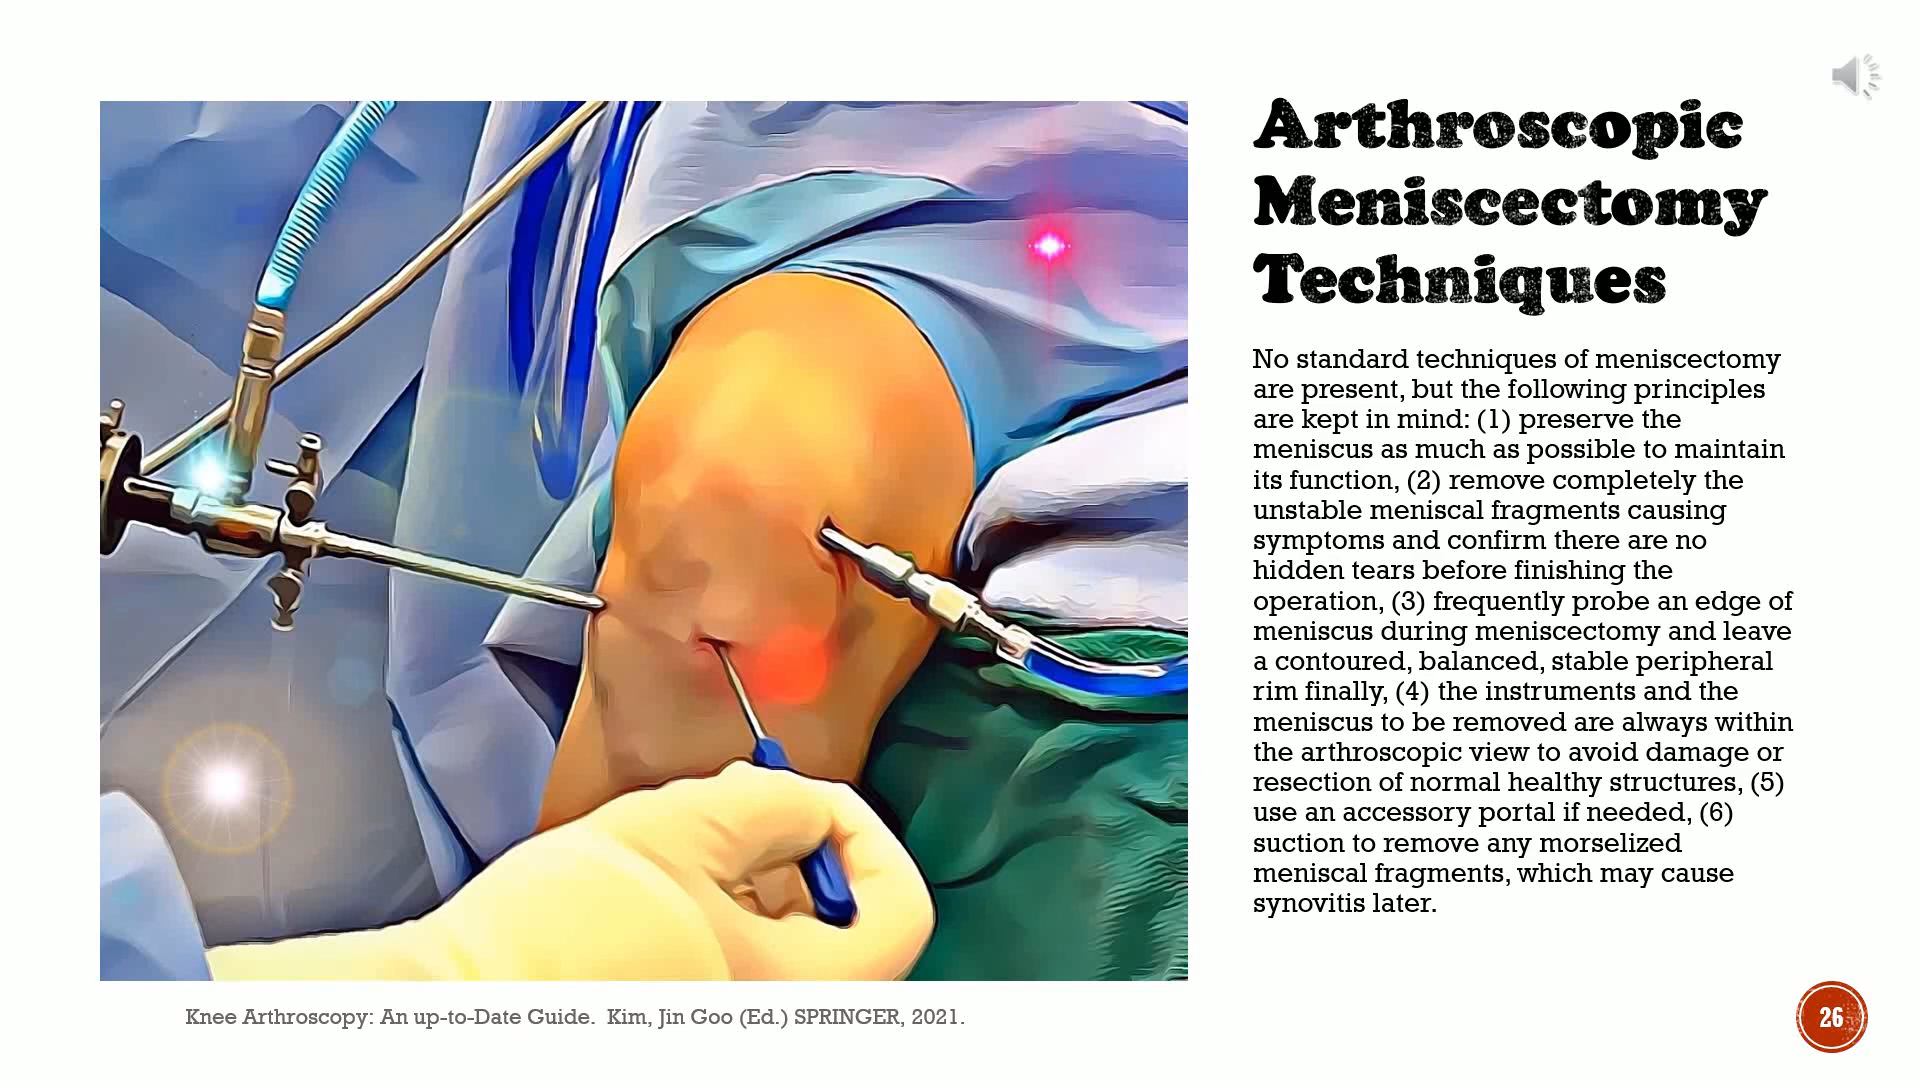 Arthroscopic
Meniscectomy
Techniques
No standard techniques of meniscectomy
are present, but the following principles
are kept in mind: (1) preserve the
meniscus as much as possible to maintain
its function, (2) remove completely the
unstable meniscal fragments causing
symptoms and confirm there are no
hidden tears before finishing the
operation, (3) frequently probe an edge of
meniscus during meniscectomy and leave
a contoured, balanced, stable peripheral
rim finally, (4) the instruments and the
meniscus to be removed are always within
the arthroscopic view to avoid damage or
resection of normal healthy structures, (5)
use an accessory portal if needed, (6)
suction to remove any morselized
meniscal fragments, which may cause
synovitis later.
Knee Arthroscopy: An up-to-Date Guide. Kim, Jin Goo (Ed.) SPRINGER, 2021.
26